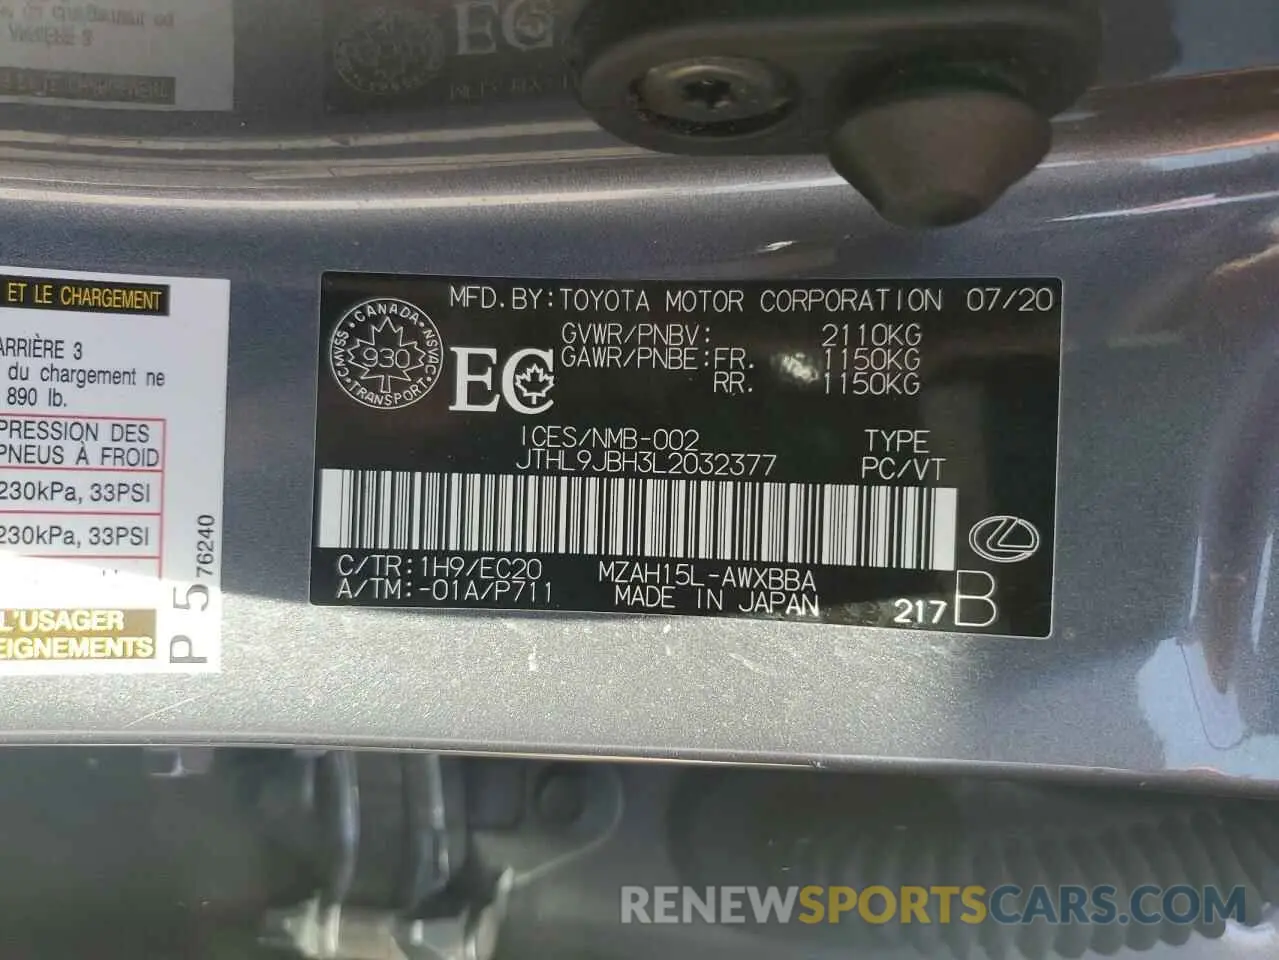 ET LE CHARGEMENT
ARRIÈRE 3
du chargement ne
890 lb.
PRESSION DES
PNEUS À FROID
230kPa, 33PSI
230kPa, 33PSI
L'USAGER
EIGNEMENTS
P 5 76240
MFD.BY:TOYOTA MOTOR CORPORATION 07/20
GVWR/PNBV: 2110KG
GAWR/PNBE:FR. 1150KG
RR. 1150KG
CANADA
CMVSS NSVAC
930
TRANSPORT
EC
ICES/NMB-002 TYPE
JTHL9JBH3L2032377 PC/VT
C/TR:1H9/EC20 MZAH15L-AWXBBA
A/TM:-01A/P711 MADE IN JAPAN 217 B
RENEWSPORTSCARS.COM